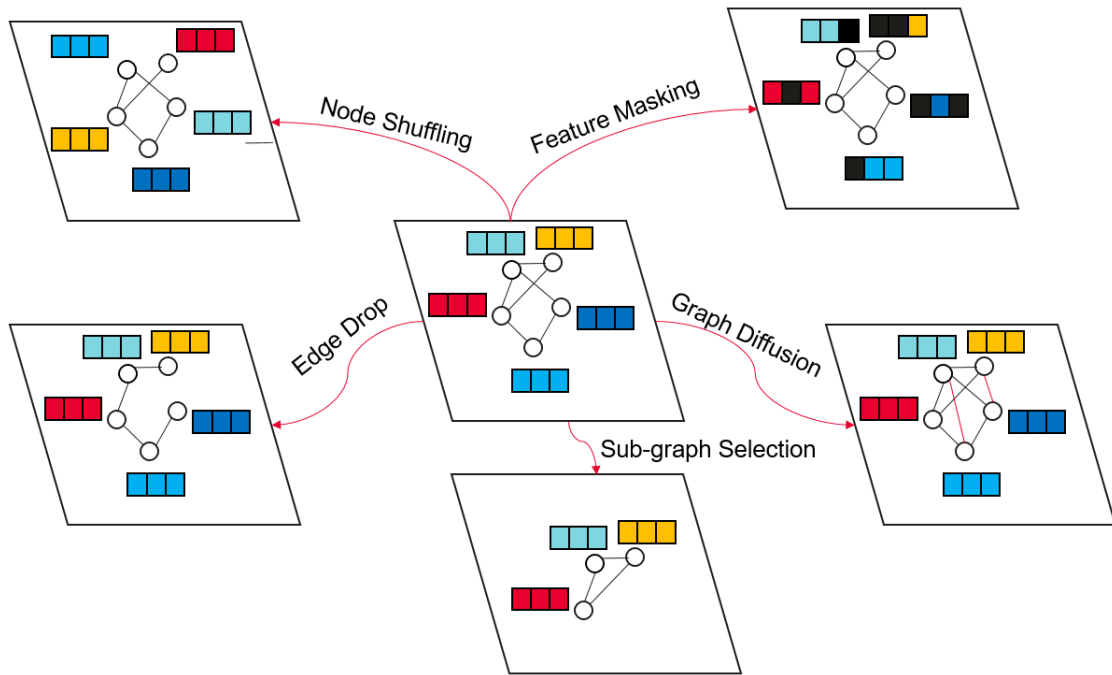 Node Shuffling
Feature Masking
Edge Drop
Graph Diffusion
Sub-graph Selection